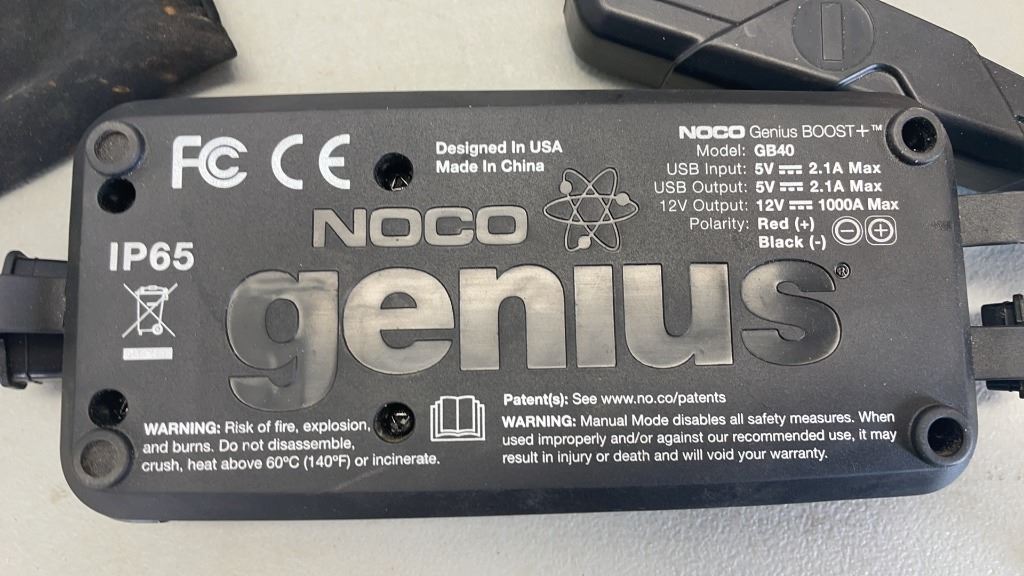 FC CE
Designed In USA
Made In China
NOCO Genius BOOST+™
Model: GB40
USB Input: 5V 2.1A Max
USB Output: 5V 2.1A Max
12V Output: 12V 1000A Max
Polarity: Red (+)
Black (-)
NOCO
genius®
IP65
WARNING: Risk of fire, explosion,
and burns. Do not disassemble,
crush, heat above 60ºC (140ºF) or incinerate.
Patent(s): See www.no.co/patents
WARNING: Manual Mode disables all safety measures. When
used improperly and/or against our recommended use, it may
result in injury or death and will void your warranty.